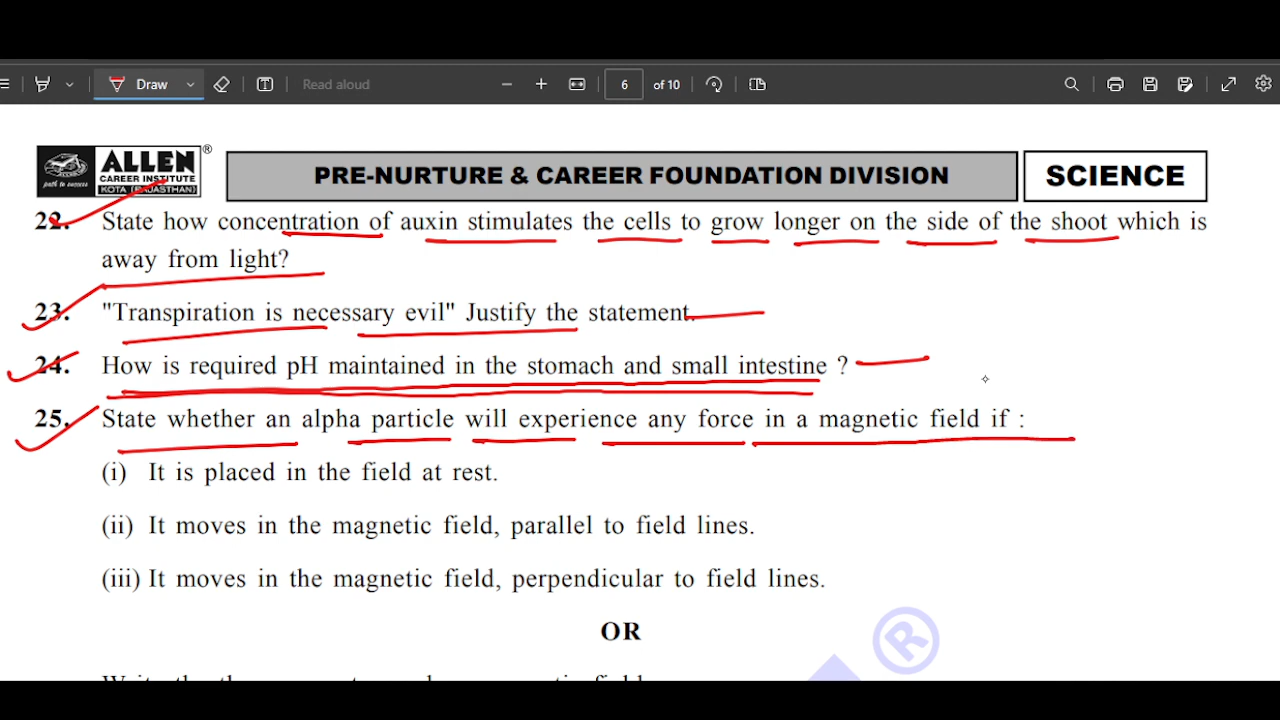 Draw
Read aloud
6 of 10
ALLEN ®
path to success
CAREER INSTITUTE
KOTA (RAJASTHAN)
PRE-NURTURE & CAREER FOUNDATION DIVISION
SCIENCE
22. State how concentration of auxin stimulates the cells to grow longer on the side of the shoot which is
away from light?
23. "Transpiration is necessary evil" Justify the statement.
24. How is required pH maintained in the stomach and small intestine ?
25. State whether an alpha particle will experience any force in a magnetic field if :
(i) It is placed in the field at rest.
(ii) It moves in the magnetic field, parallel to field lines.
(iii) It moves in the magnetic field, perpendicular to field lines.
OR
®